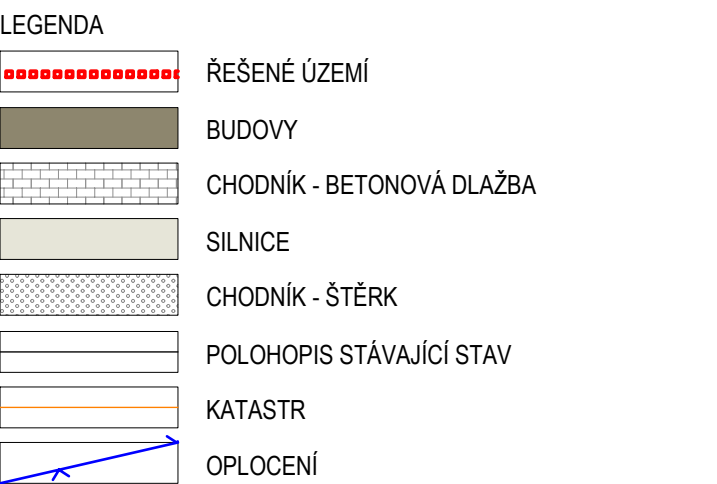 LEGENDA
ŘEŠENÉ ÚZEMÍ
BUDOVY
CHODNÍK - BETONOVÁ DLAŽBA
SILNICE
CHODNÍK - ŠTĚRK
POLOHOPIS STÁVAJÍCÍ STAV
KATASTR
OPLOCENÍ